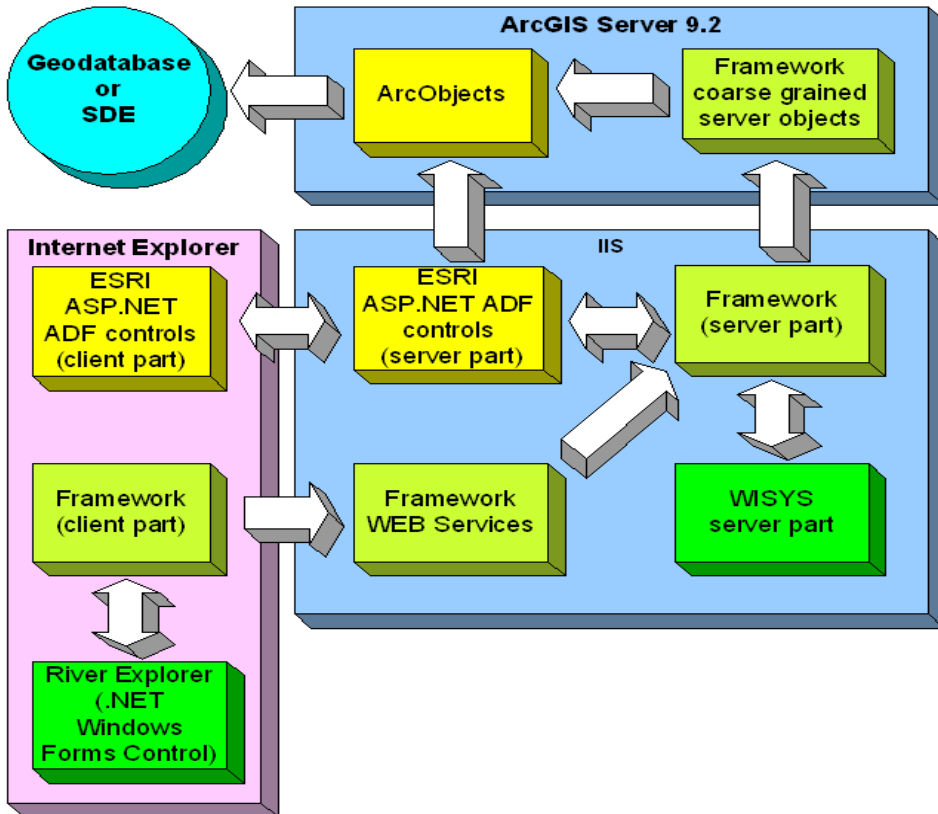 ArcGIS Server 9.2
Geodatabase
or
SDE
ArcObjects
Framework
coarse grained
server objects
Internet Explorer
IIS
ESRI
ASP.NET
ADF controls
(client part)
ESRI
ASP.NET ADF
controls
(server part)
Framework
(server part)
Framework
(client part)
Framework
WEB Services
WISYS
server part
River Explorer
(.NET
Windows
Forms Control)